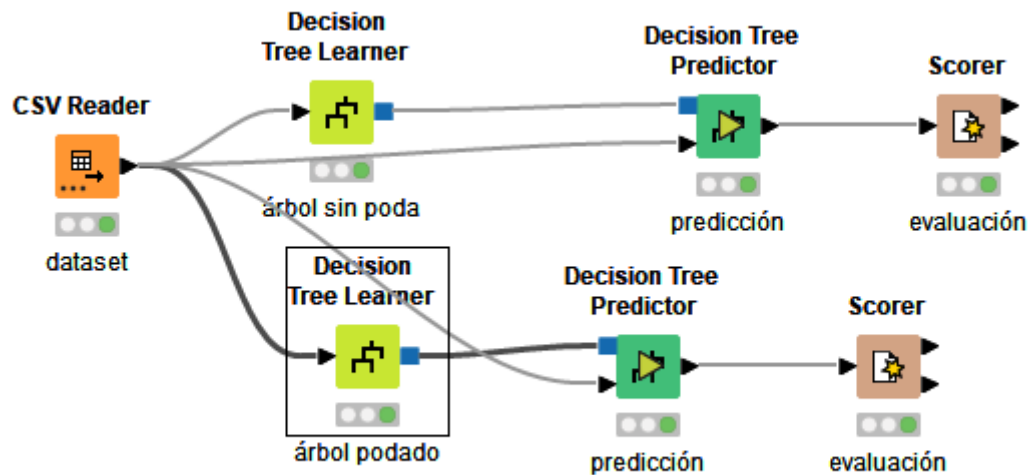 Decision
Tree Learner
Decision Tree
Predictor
Scorer
CSV Reader
árbol sin poda
predicción
evaluación
dataset
Decision
Tree Learner
Decision Tree
Predictor
Scorer
árbol podado
predicción
evaluación